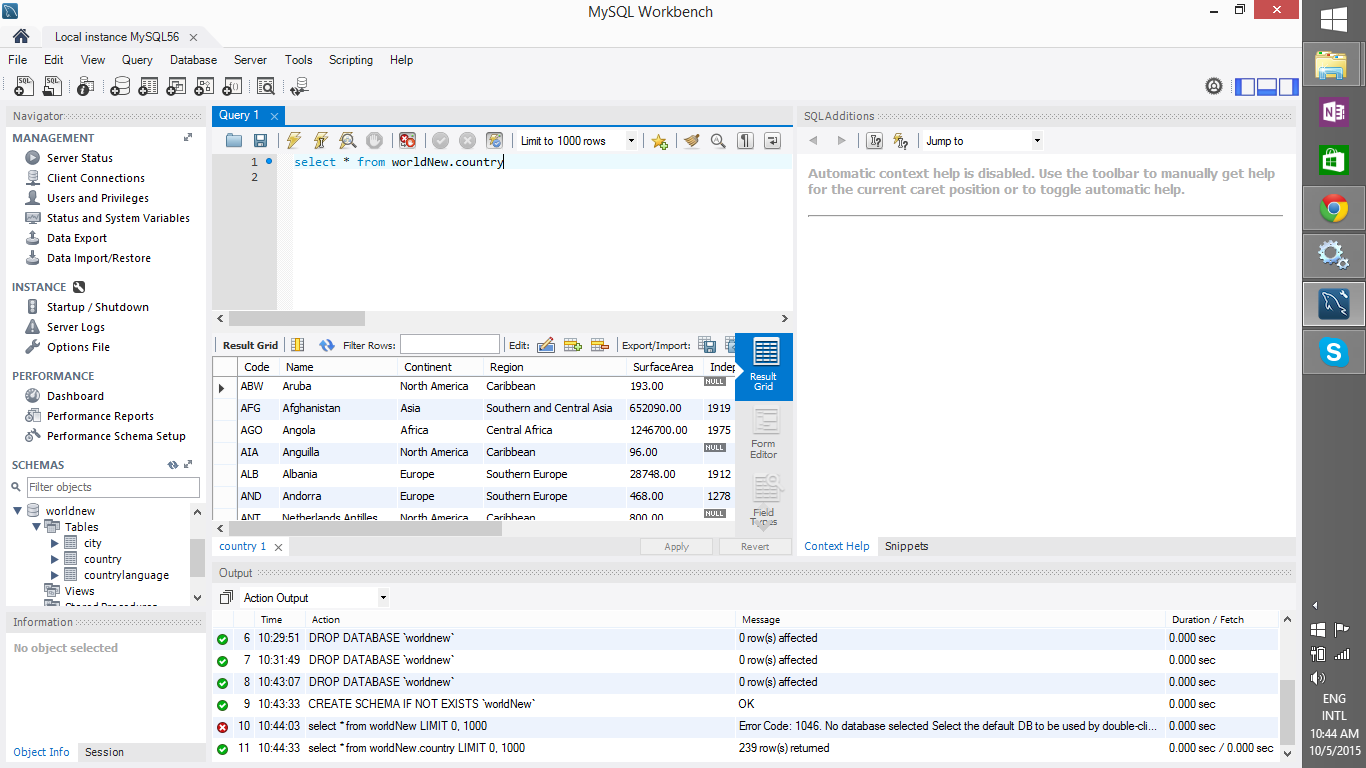 MySQL Workbench
Local instance MySQL56
File Edit View Query Database Server Tools Scripting Help
Navigator
MANAGEMENT
Server Status
Client Connections
Users and Privileges
Status and System Variables
Data Export
Data Import/Restore
INSTANCE
Startup / Shutdown
Server Logs
Options File
PERFORMANCE
Dashboard
Performance Reports
Performance Schema Setup
SCHEMAS
Filter objects
worldnew
Tables
city
country
countrylanguage
Views
Stored Procedures
Information
No object selected
Object Info Session
Query 1
Limit to 1000 rows
1 select * from worldNew.country
2
Result Grid Filter Rows: Edit: Export/Import:
Code Name Continent Region SurfaceArea Indep
ABW Aruba North America Caribbean 193.00 NULL
AFG Afghanistan Asia Southern and Central Asia 652090.00 1919
AGO Angola Africa Central Africa 1246700.00 1975
AIA Anguilla North America Caribbean 96.00 NULL
ALB Albania Europe Southern Europe 28748.00 1912
AND Andorra Europe Southern Europe 468.00 1278
ANT Netherlands Antilles North America Caribbean 800.00 NULL
Result
Grid
Form
Editor
Field
Types
country 1
Apply Revert
SQLAdditions
Jump to
Automatic context help is disabled. Use the toolbar to manually get help
for the current caret position or to toggle automatic help.
Context Help Snippets
Output
Action Output
Time Action Message Duration / Fetch
6 10:29:51 DROP DATABASE `worldnew` 0 row(s) affected 0.000 sec
7 10:31:49 DROP DATABASE `worldnew` 0 row(s) affected 0.000 sec
8 10:43:07 DROP DATABASE `worldnew` 0 row(s) affected 0.000 sec
9 10:43:33 CREATE SCHEMA IF NOT EXISTS `worldNew` OK 0.000 sec
10 10:44:03 select * from worldNew LIMIT 0, 1000 Error Code: 1046. No database selected Select the default DB to be used by double-cli... 0.000 sec
11 10:44:33 select * from worldNew.country LIMIT 0, 1000 239 row(s) returned 0.000 sec / 0.000 sec
ENG
INTL
10:44 AM
10/5/2015